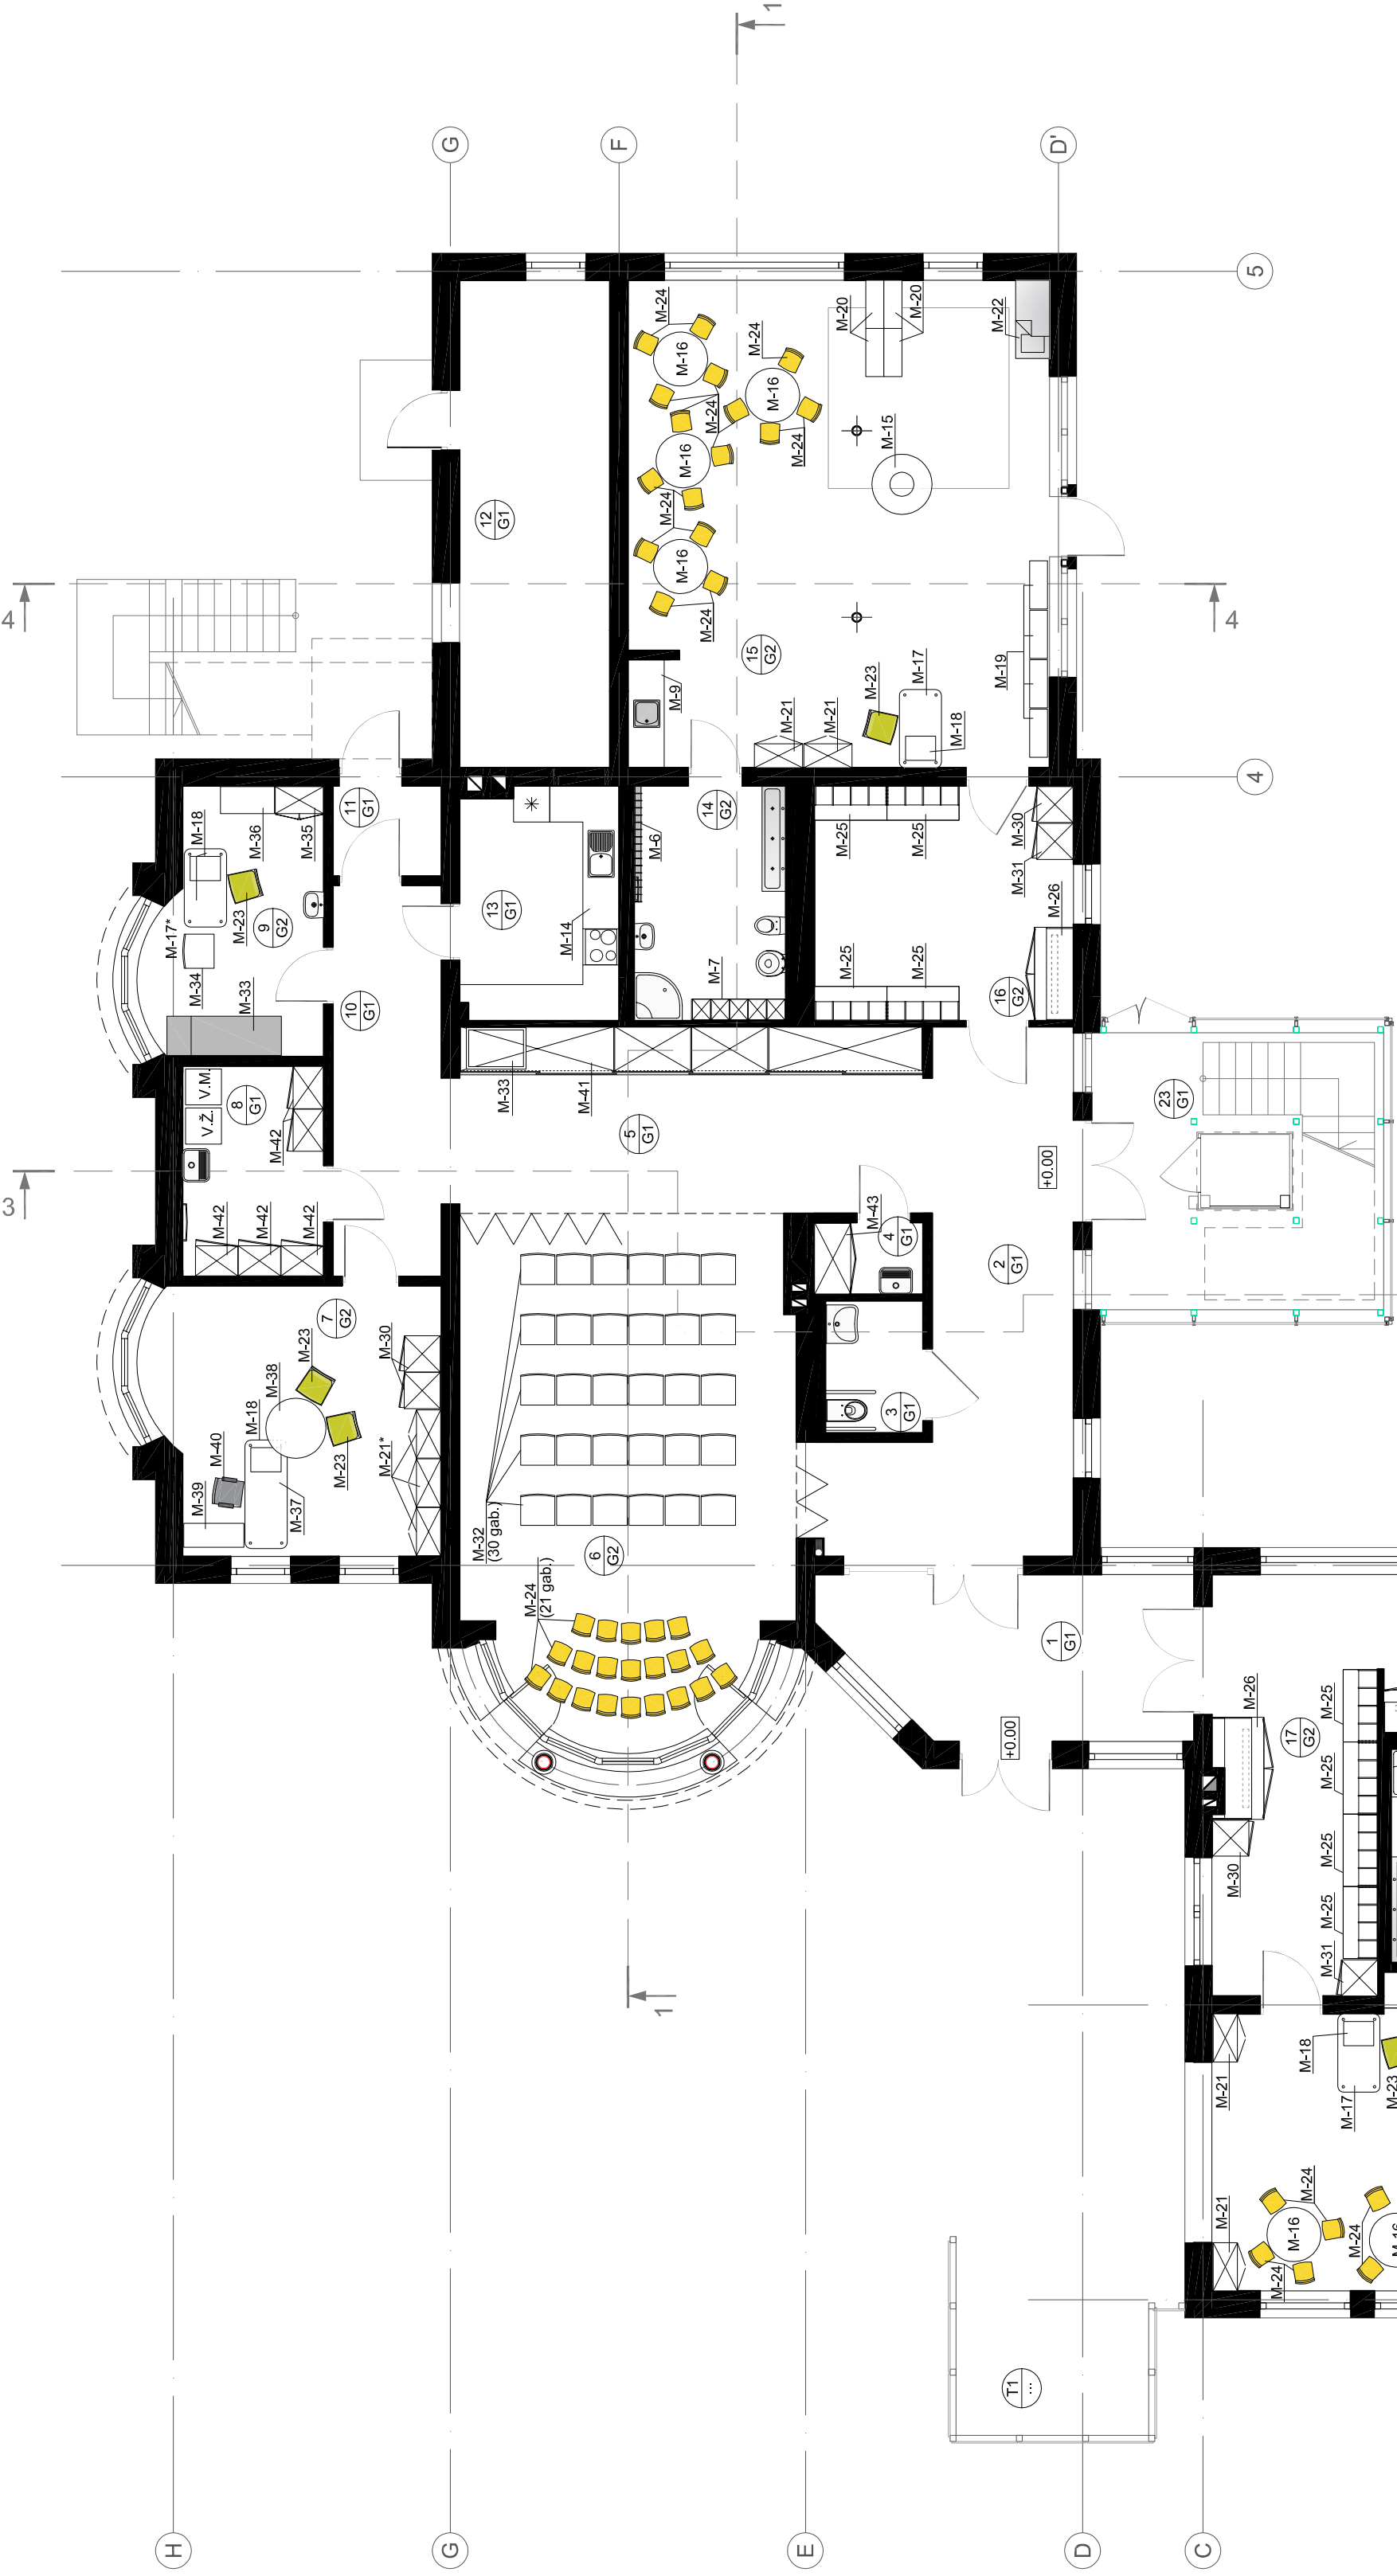 1
G
F
D'
5
4
4
4
3
12
G1
M-24
M-16
M-24
M-16
M-24
M-24
M-16
M-24
M-16
M-24
M-20
M-20
M-22
M-15
15
G2
M-9
M-21
M-21
M-23
M-17
M-18
M-19
11
G1
M-18
M-36
M-35
M-17*
M-23
9
G2
M-34
M-33
10
G1
13
G1
M-14
M-6
14
G2
M-7
M-25
M-25
M-25
M-25
M-30
M-31
M-26
16
G2
V.M.
V.Ž.
8
G1
M-42
M-42
M-42
M-42
M-33
M-41
5
G1
+0.00
23
G1
M-43
4
G1
2
G1
3
G1
7
G2
M-23
M-38
M-30
M-18
M-40
M-39
M-37
M-23
M-21*
M-32
(30 gab.)
6
G2
M-24
(21 gab.)
1
G1
+0.00
M-26
17
G2
M-25
M-25
M-25
M-25
M-30
M-31
1
M-21
M-18
M-17
M-23
M-21
M-24
M-16
M-24
M-24
M-16
T1
...
H
G
E
D
C